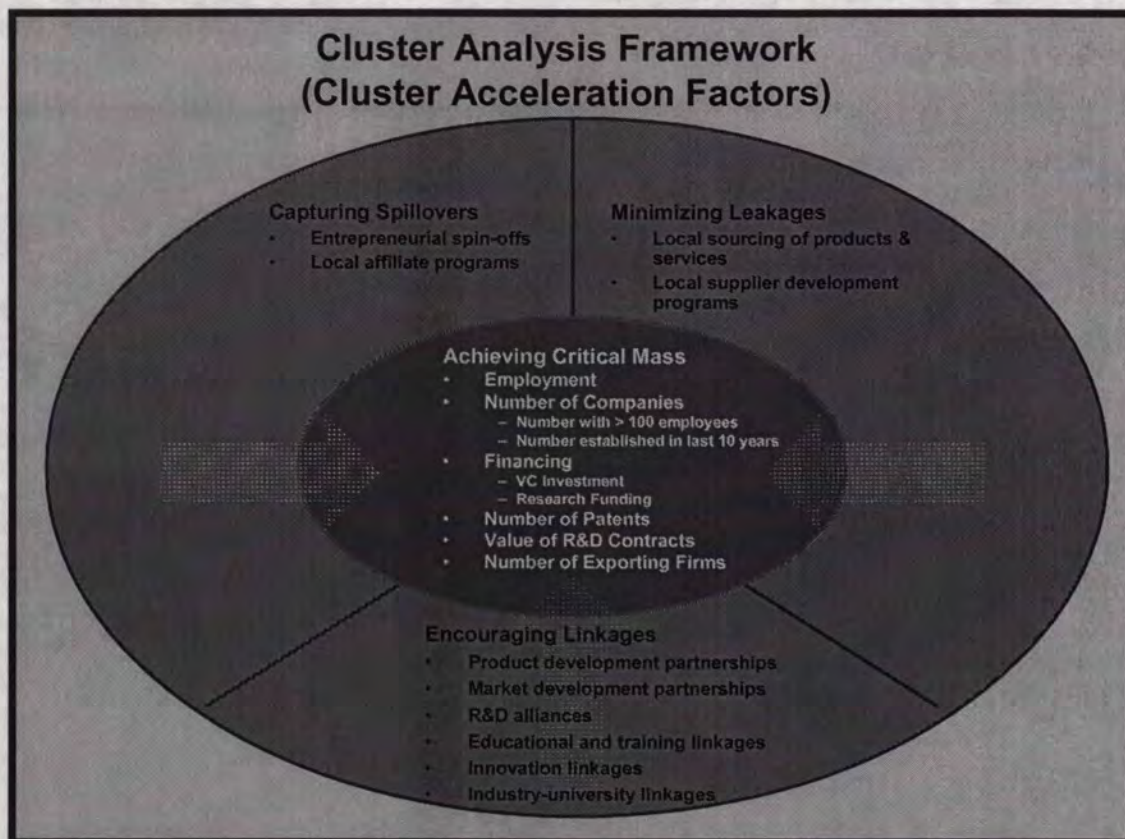 Cluster Analysis Framework
(Cluster Acceleration Factors)
Capturing Spillovers
• Entrepreneurial spin-offs
• Local affiliate programs
Minimizing Leakages
• Local sourcing of products &
services
• Local supplier development
programs
Achieving Critical Mass
• Employment
• Number of Companies
– Number with > 100 employees
– Number established in last 10 years
• Financing
– VC Investment
– Research Funding
• Number of Patents
• Value of R&D Contracts
• Number of Exporting Firms
Encouraging Linkages
• Product development partnerships
• Market development partnerships
• R&D alliances
• Educational and training linkages
• Innovation linkages
• Industry-university linkages